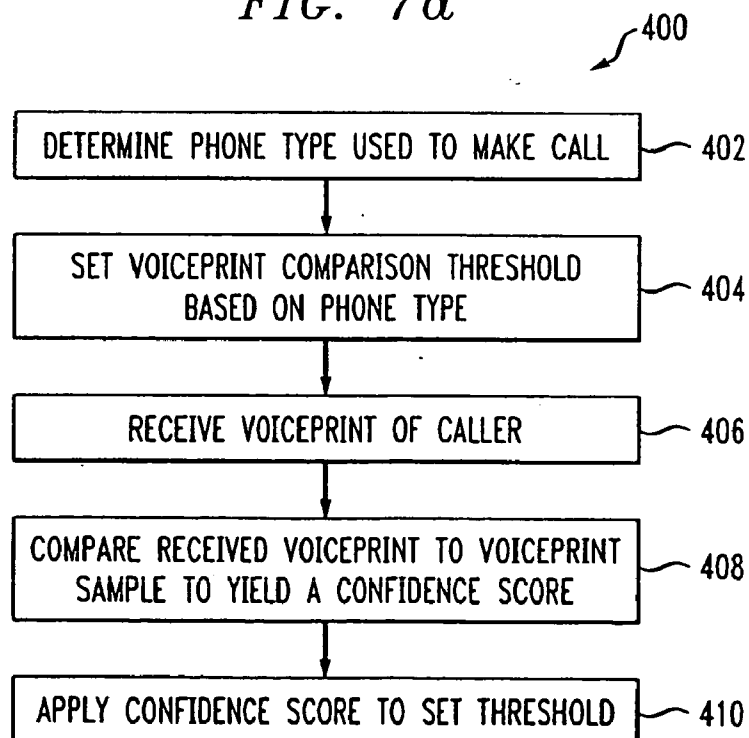 FIG. 7a
400
DETERMINE PHONE TYPE USED TO MAKE CALL
402
SET VOICEPRINT COMPARISON THRESHOLD
BASED ON PHONE TYPE
404
RECEIVE VOICEPRINT OF CALLER
406
COMPARE RECEIVED VOICEPRINT TO VOICEPRINT
SAMPLE TO YIELD A CONFIDENCE SCORE
408
APPLY CONFIDENCE SCORE TO SET THRESHOLD
410